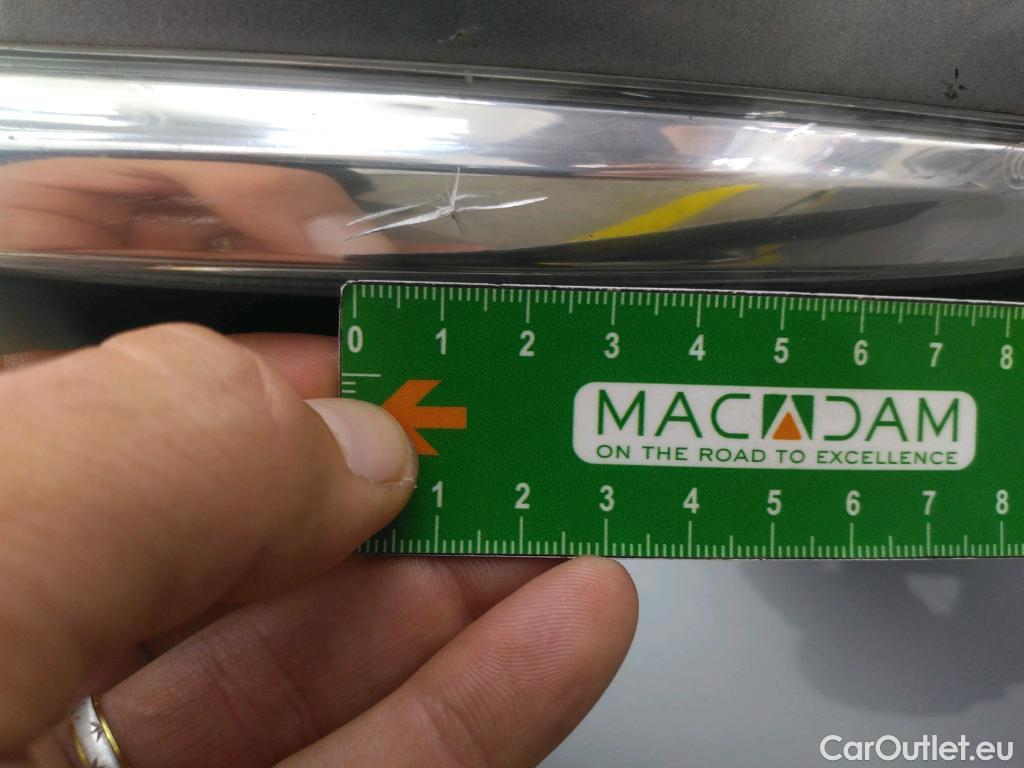 0 1 2 3 4 5 6 7 8
MACADAM
ON THE ROAD TO EXCELLENCE
1 2 3 4 5 6 7 8
CarOutlet.eu